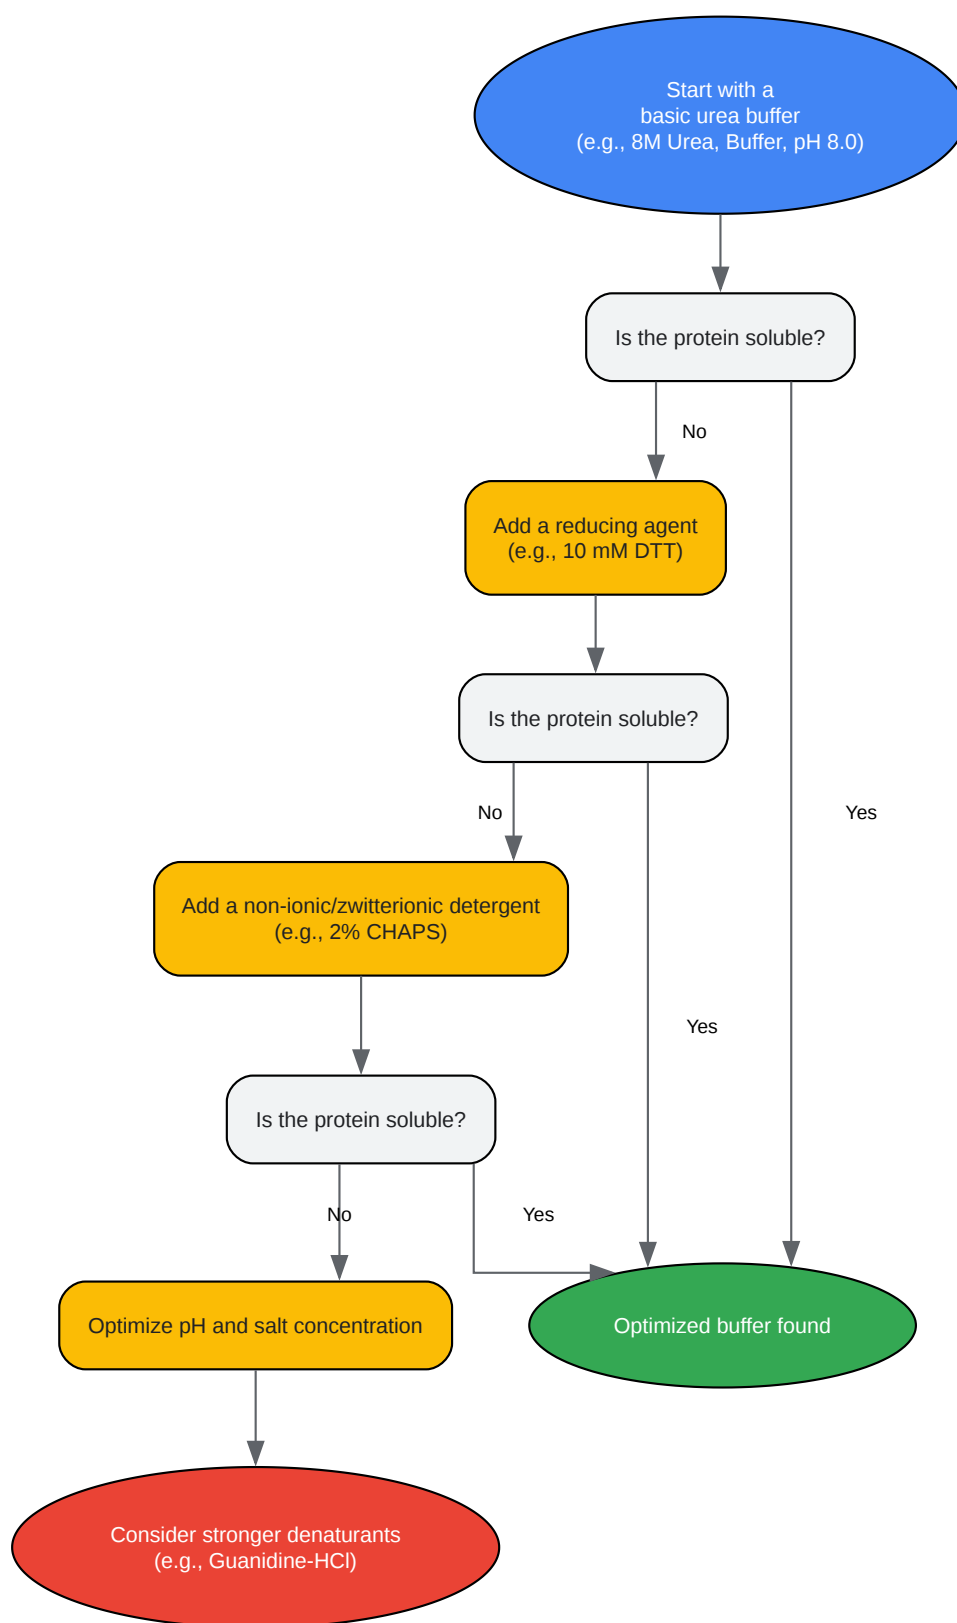 Start with a
basic urea buffer
(e.g., 8M Urea, Buffer, pH 8.0)
Is the protein soluble?
No
Add a reducing agent
(e.g., 10 mM DTT)
Is the protein soluble?
No
Yes
Add a non-ionic/zwitterionic detergent
(e.g., 2% CHAPS)
Yes
Is the protein soluble?
No
Yes
Optimize pH and salt concentration
Optimized buffer found
Consider stronger denaturants
(e.g., Guanidine-HCl)